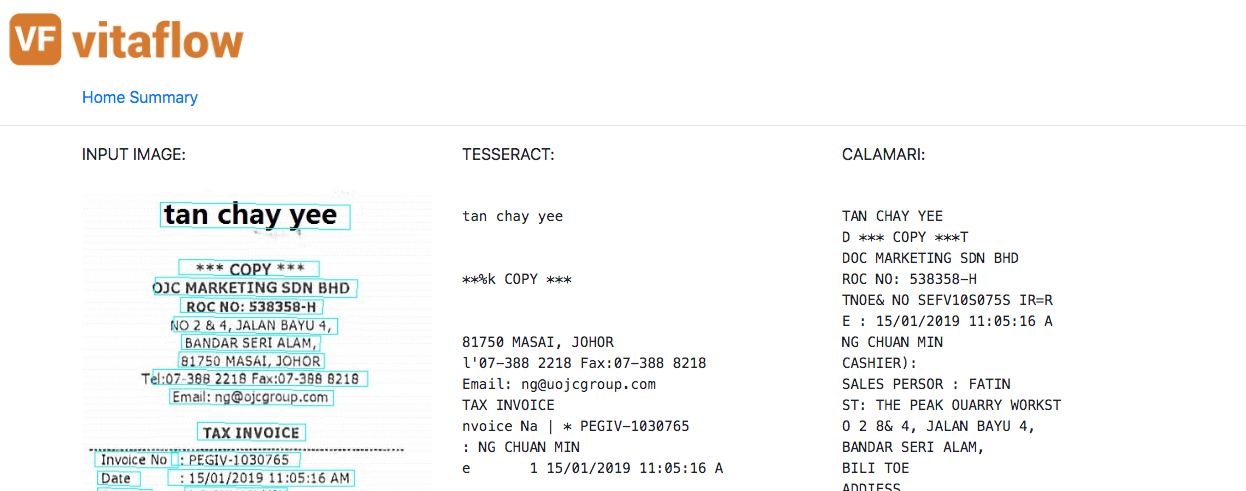 VF vitaflow
Home Summary
INPUT IMAGE:
tan chay yee
*** COPY ***
OJC MARKETING SDN BHD
ROC NO: 538358-H
NO 2 & 4, JALAN BAYU 4,
BANDAR SERI ALAM,
81750 MASAI, JOHOR
Tel:07-388 2218 Fax:07-388 8218
Email: ng@ojcgroup.com
TAX INVOICE
Invoice No : PEGIV-1030765
Date : 15/01/2019 11:05:16 AM
TESSERACT:
tan chay yee
**%k COPY ***
81750 MASAI, JOHOR
l'07-388 2218 Fax:07-388 8218
Email: ng@uojcgroup.com
TAX INVOICE
nvoice Na | * PEGIV-1030765
: NG CHUAN MIN
e 1 15/01/2019 11:05:16 A
CALAMARI:
TAN CHAY YEE
D *** COPY ***T
DOC MARKETING SDN BHD
ROC NO: 538358-H
TNOE& NO SEFV10S075S IR=R
E : 15/01/2019 11:05:16 A
NG CHUAN MIN
CASHIER):
SALES PERSOR : FATIN
ST: THE PEAK OUARRY WORKST
O 2 8& 4, JALAN BAYU 4,
BANDAR SERI ALAM,
BILI TOE
ADDIESS